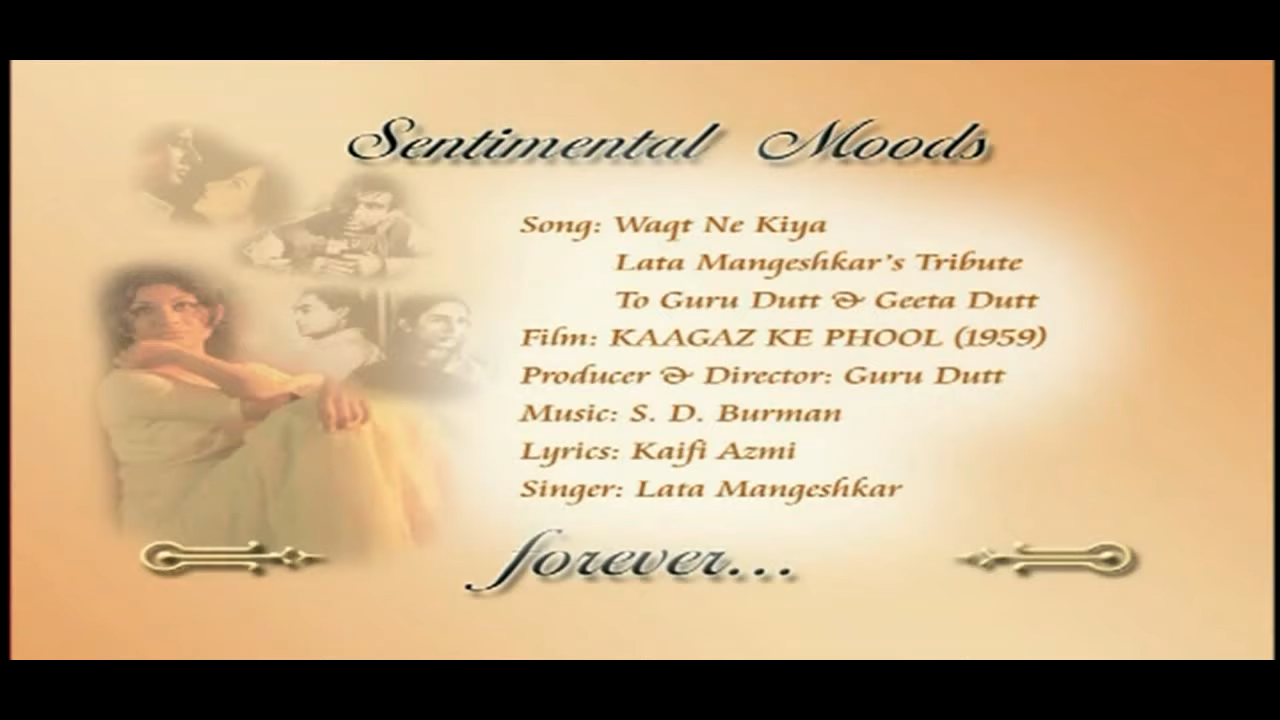 Sentimental Moods
Song: Waqt Ne Kiya
Lata Mangeshkar's Tribute
To Guru Dutt & Geeta Dutt
Film: KAAGAZ KE PHOOL (1959)
Producer & Director: Guru Dutt
Music: S. D. Burman
Lyrics: Kaifi Azmi
Singer: Lata Mangeshkar
forever...